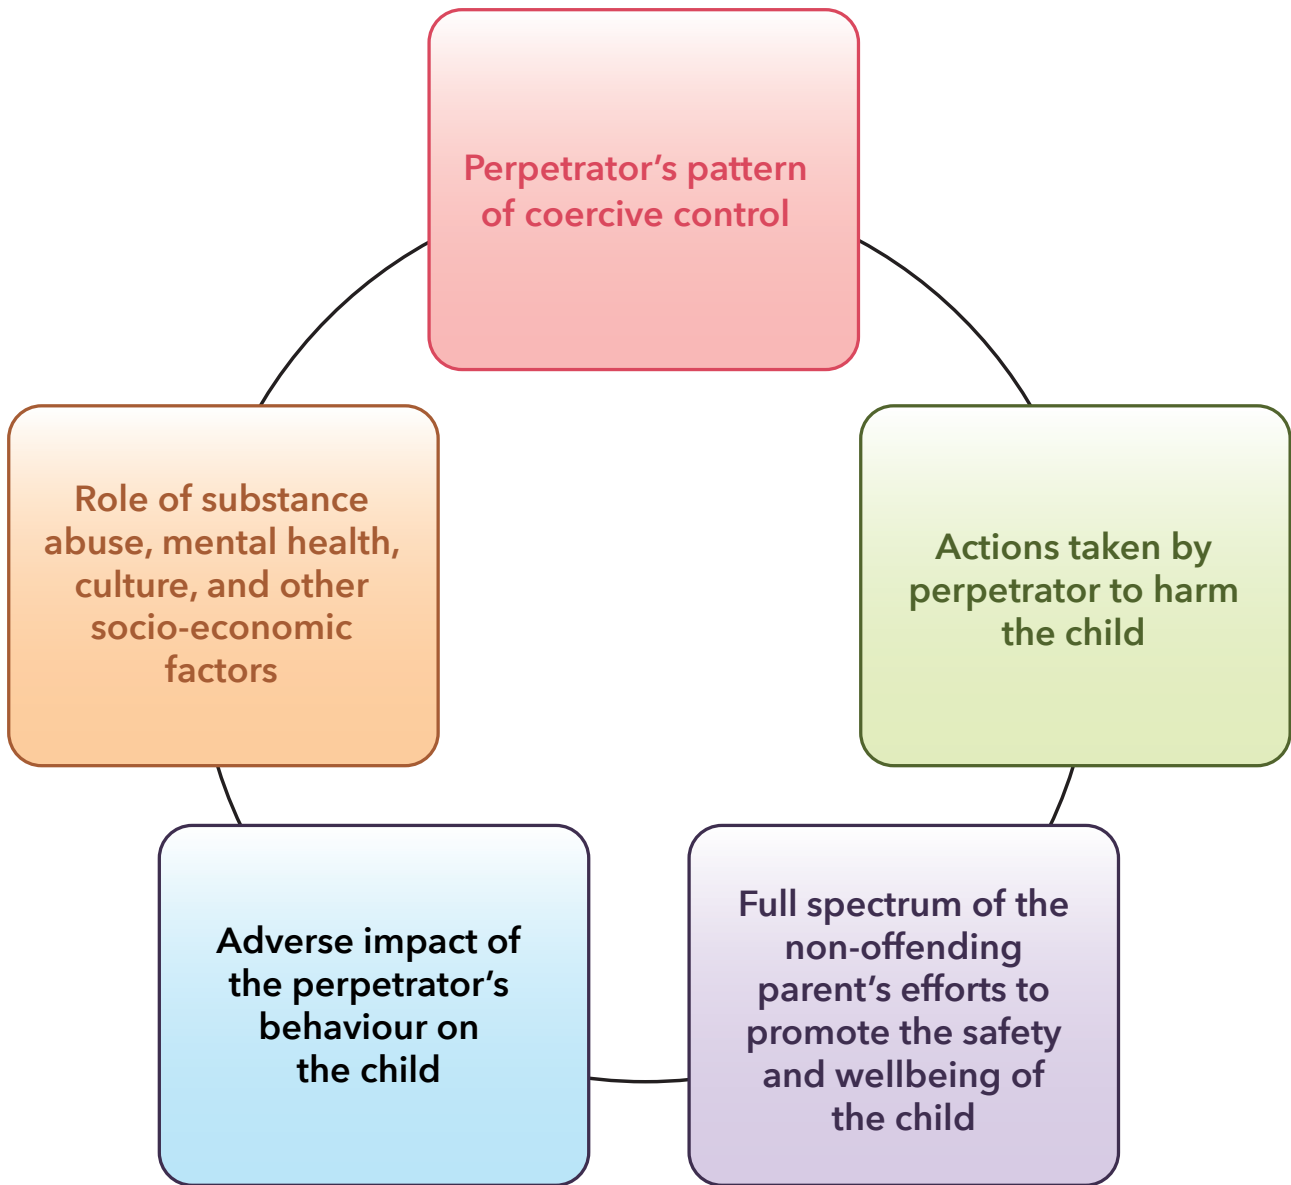 Perpetrator's pattern
of coercive control
Actions taken by
perpetrator to harm
the child
Full spectrum of the
non-offending
parent's efforts to
promote the safety
and wellbeing of
the child
Adverse impact of
the perpetrator's
behaviour on
the child
Role of substance
abuse, mental health,
culture, and other
socio-economic
factors